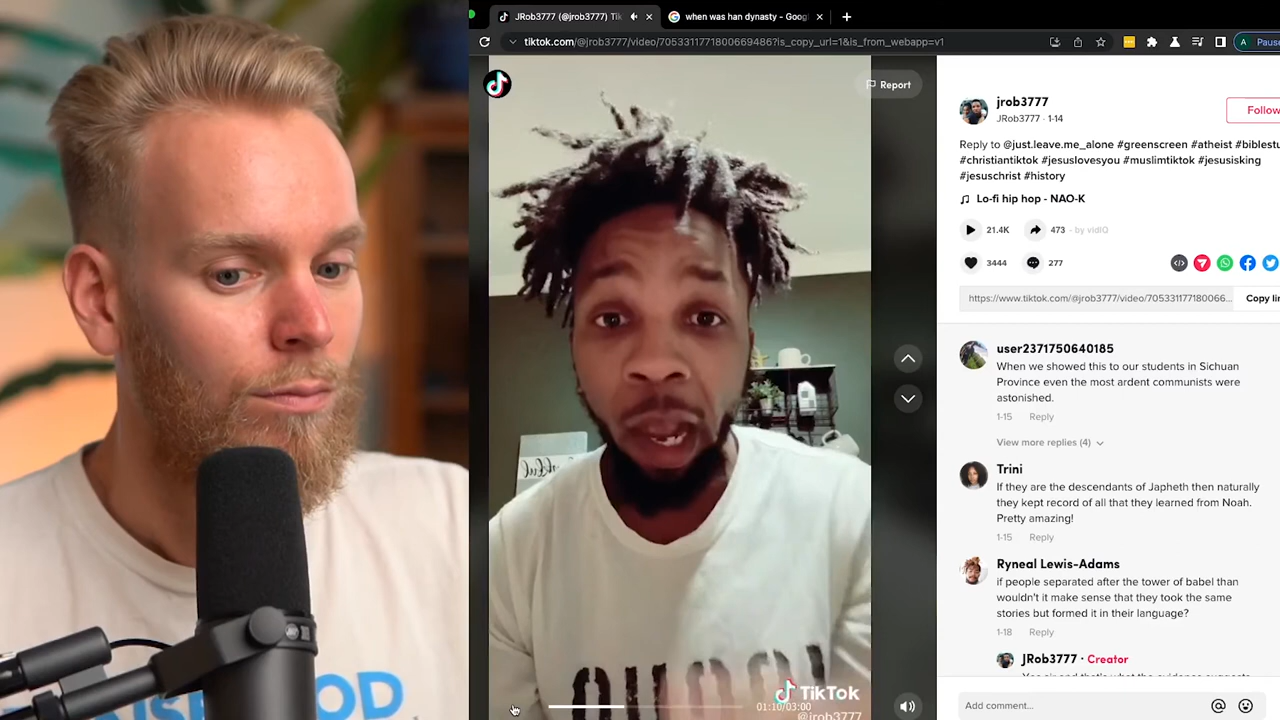 JRob3777 (@jrob3777) Tik
when was han dynasty - Goog
tiktok.com/@jrob3777/video/7053311771800669486?is_copy_url=1&is_from_webapp=v1
A
Paus
Report
jrob3777
JRob3777 · 1-14
Follow
Reply to @just.leave.me_alone #greenscreen #atheist #biblestu
#christiantiktok #jesuslovesyou #muslimtiktok #jesusisking
#jesuschrist #history
Lo-fi hip hop - NAO-K
21.4K
473 - by vidIQ
3444
277
https://www.tiktok.com/@jrob3777/video/705331177180066...
Copy lin
user2371750640185
When we showed this to our students in Sichuan
Province even the most ardent communists were
astonished.
1-15 Reply
View more replies (4)
Trini
If they are the descendants of Japheth then naturally
they kept record of all that they learned from Noah.
Pretty amazing!
1-15 Reply
Ryneal Lewis-Adams
if people separated after the tower of babel than
wouldn't it make sense that they took the same
stories but formed it in their language?
1-18 Reply
JRob3777 · Creator
Add comment...
TikTok
@jrob3777
01:10/03:00